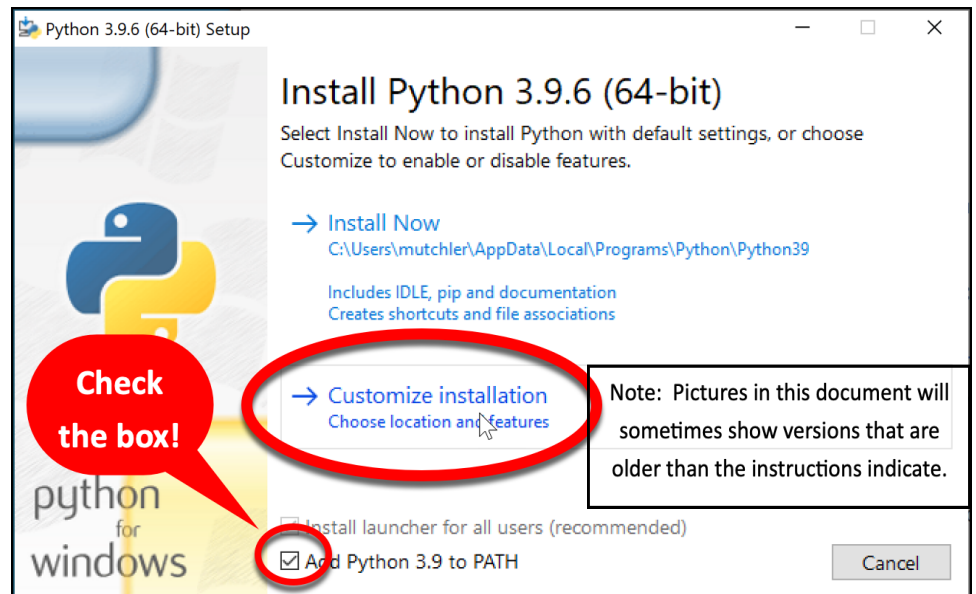 Python 3.9.6 (64-bit) Setup
Install Python 3.9.6 (64-bit)
Select Install Now to install Python with default settings, or choose
Customize to enable or disable features.
Install Now
C:\Users\mutchler\AppData\Local\Programs\Python\Python39
Includes IDLE, pip and documentation
Creates shortcuts and file associations
Check
the box!
Customize installation
Choose location and features
Note: Pictures in this document will
sometimes show versions that are
older than the instructions indicate.
python
for
windows
Install launcher for all users (recommended)
Add Python 3.9 to PATH
Cancel